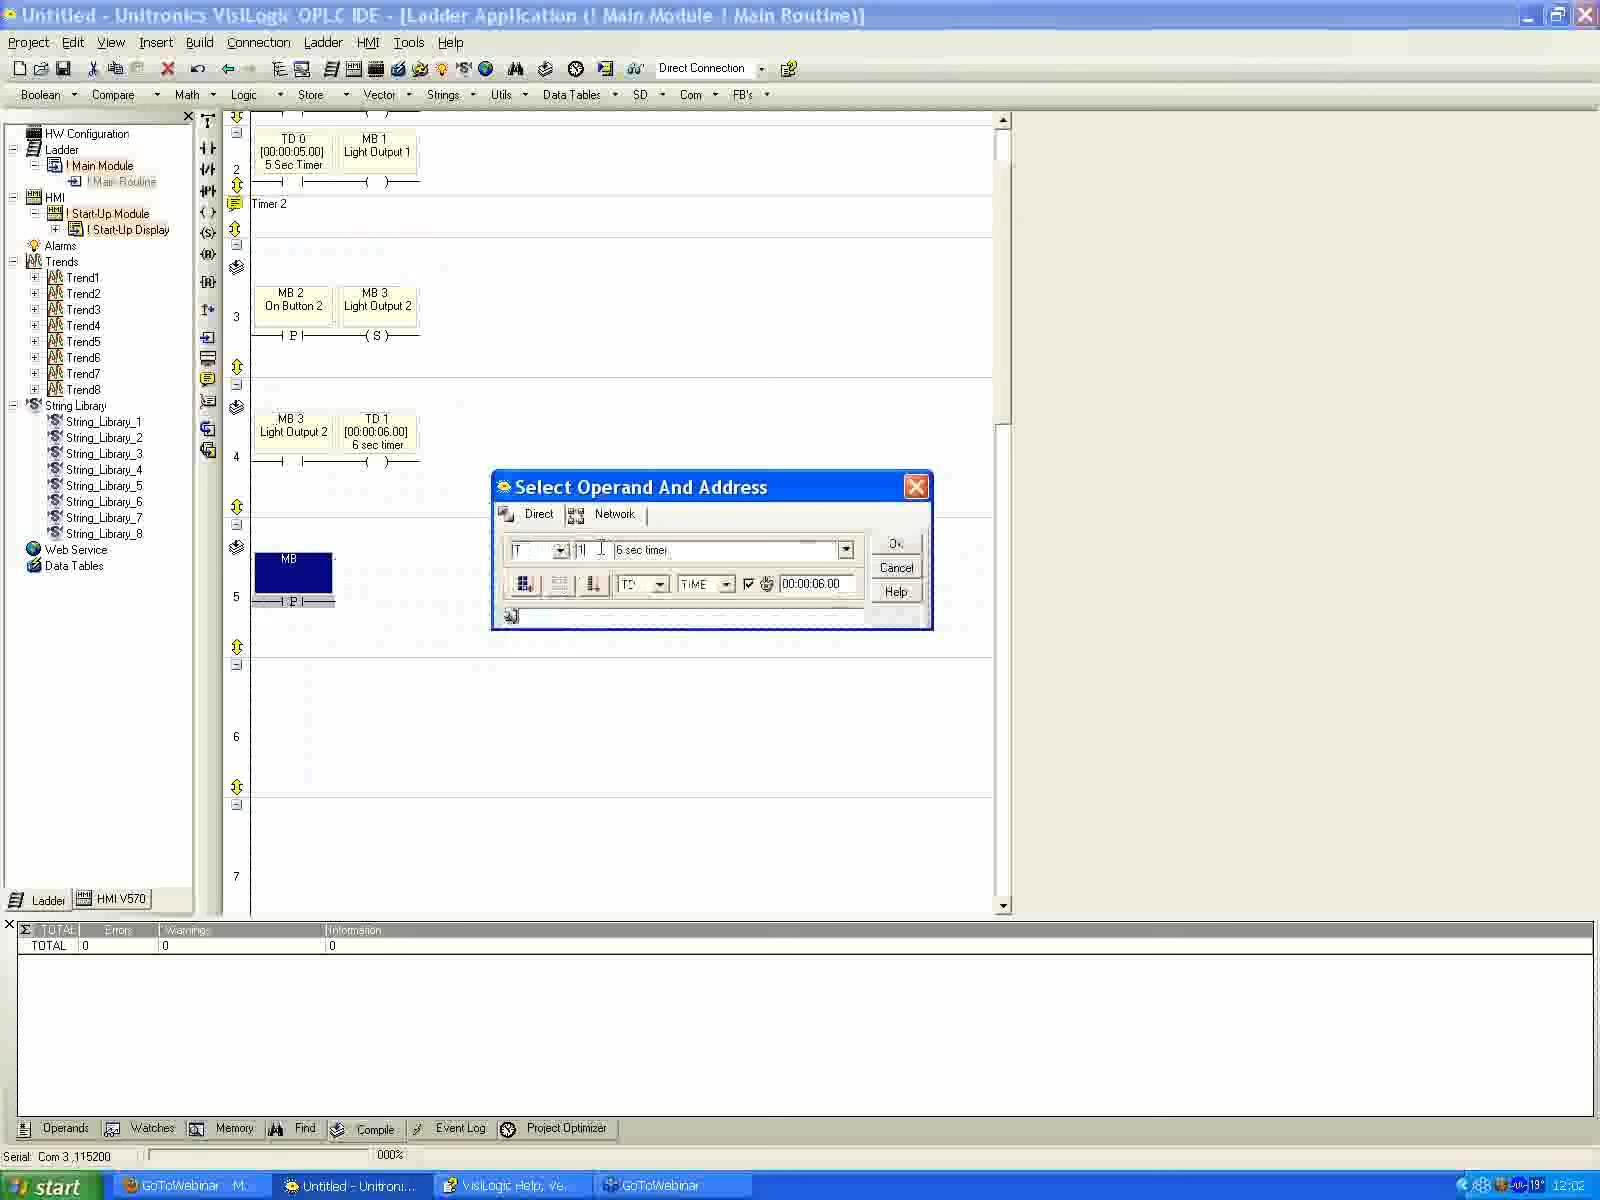 Untitled - Unitronics VisiLogic OPLC IDE - [Ladder Application (! Main Module ! Main Routine)]
Project Edit View Insert Build Connection Ladder HMI Tools Help
Direct Connection
Boolean Compare Math Logic Store Vector Strings Utils Data Tables SD Com FB's
HW Configuration
Ladder
! Main Module
! Main Routine
HMI
! Start-Up Module
! Start-Up Display
Alarms
Trends
Trend1
Trend2
Trend3
Trend4
Trend5
Trend6
Trend7
Trend8
String Library
String_Library_1
String_Library_2
String_Library_3
String_Library_4
String_Library_5
String_Library_6
String_Library_7
String_Library_8
Web Service
Data Tables
Ladder HMI V570
TD 0 MB 1
[00:00:05.00] Light Output 1
5 Sec Timer
2
Timer 2
MB 2 MB 3
On Button 2 Light Output 2
3
P S
MB 3 TD 1
Light Output 2 [00:00:06.00]
6 sec timer
4
MB
5
P
6
7
Select Operand And Address
Direct Network
T 1 6 sec timer Ok
Cancel
TD TIME 00:00:06.00
Help
Σ TOTAL Errors Warnings Information
TOTAL 0 0 0
Operands Watches Memory Find Compile Event Log Project Optimizer
Serial: Com 3 ,115200 000%
start GoToWebinar M... Untitled - Unitroni... VisiLogic Help, Ve... GoToWebinar 19° 12:02